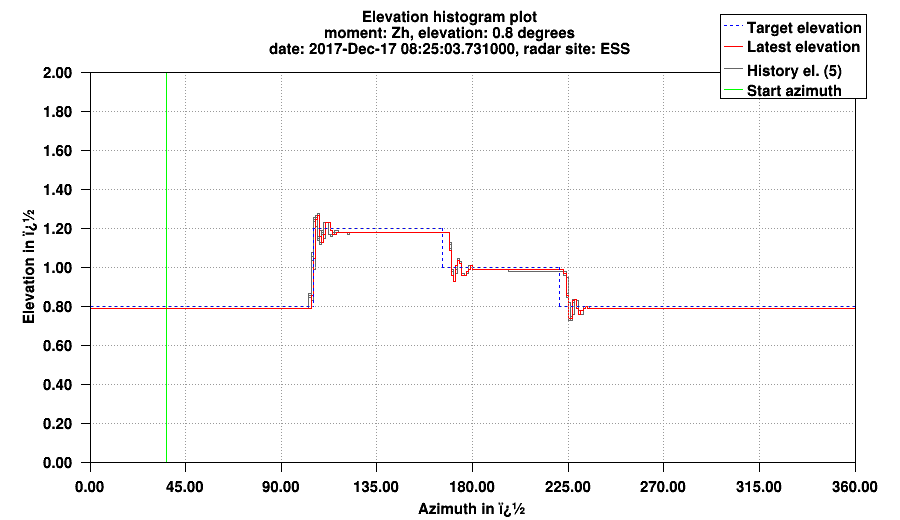 Elevation histogram plot
moment: Zh, elevation: 0.8 degrees
date: 2017-Dec-17 08:25:03.731000, radar site: ESS
Target elevation
Latest elevation
History el. (5)
Start azimuth
2.00
1.80
1.60
1.40
1.20
1.00
0.80
0.60
0.40
0.20
0.00
Elevation in ï¿½
0.00 45.00 90.00 135.00 180.00 225.00 270.00 315.00 360.00
Azimuth in ï¿½